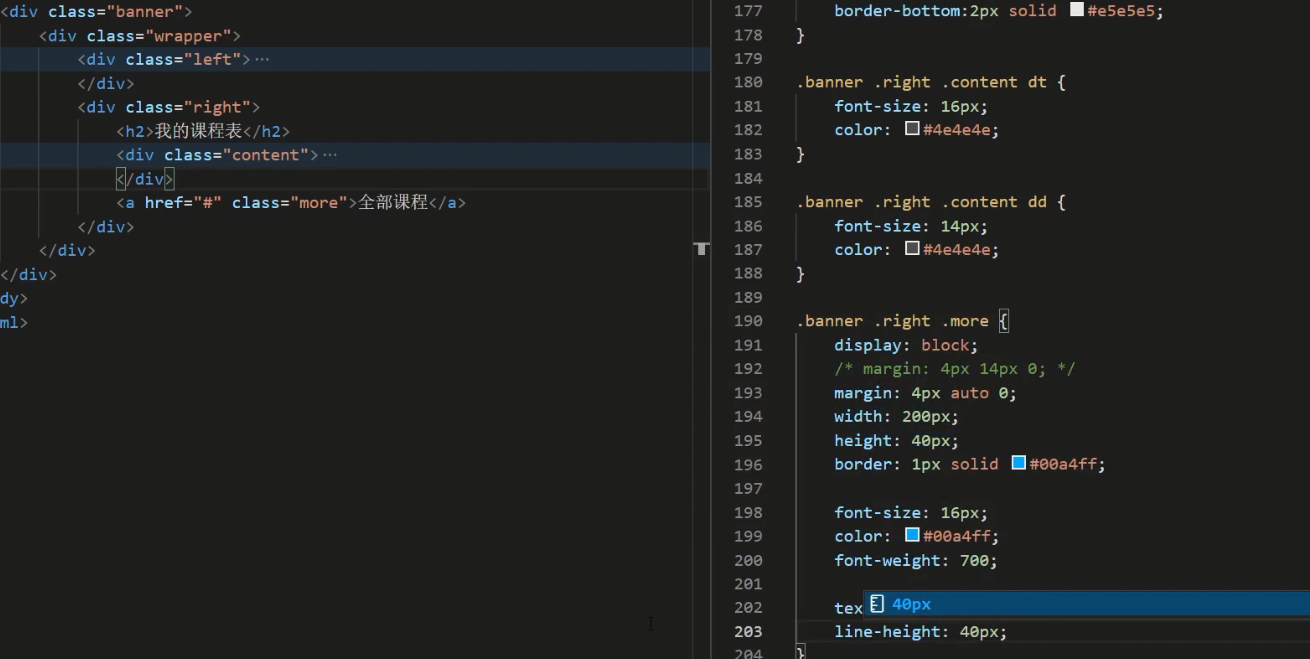 <div class="banner">
<div class="wrapper">
<div class="left">···
</div>
<div class="right">
<h2>我的课程表</h2>
<div class="content">···
</div>
<a href="#" class="more">全部课程</a>
</div>
</div>
</div>
dy>
ml>
177 border-bottom:2px solid #e5e5e5;
178 }
179
180 .banner .right .content dt {
181 font-size: 16px;
182 color: #4e4e4e;
183 }
184
185 .banner .right .content dd {
186 font-size: 14px;
187 color: #4e4e4e;
188 }
189
190 .banner .right .more {
191 display: block;
192 /* margin: 4px 14px 0; */
193 margin: 4px auto 0;
194 width: 200px;
195 height: 40px;
196 border: 1px solid #00a4ff;
197
198 font-size: 16px;
199 color: #00a4ff;
200 font-weight: 700;
201
202 tex 40px
203 line-height: 40px;
204 }